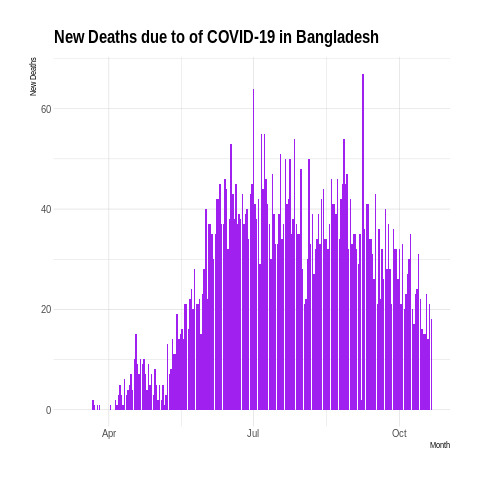 New Deaths due to of COVID-19 in Bangladesh
New Deaths
60
40
20
0
Apr
Jul
Oct
Month